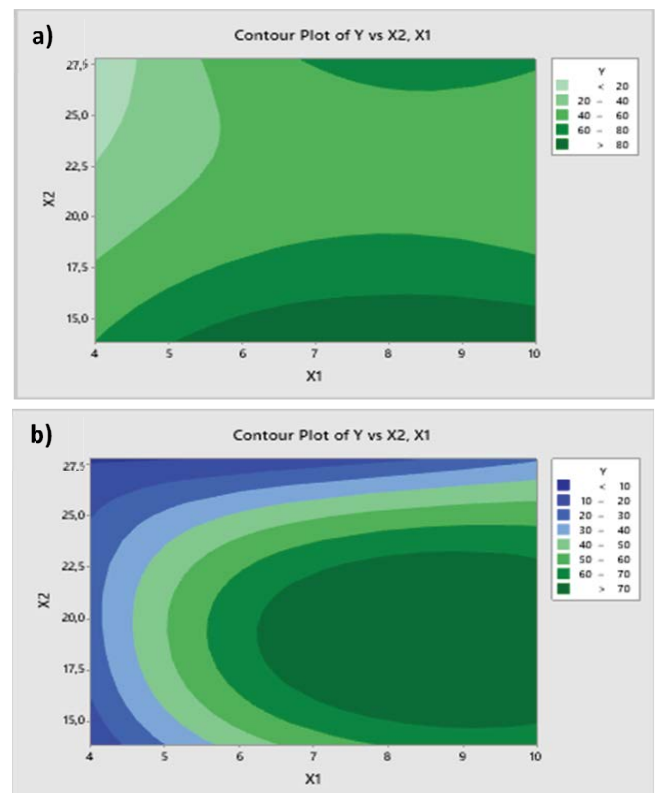 a)
Contour Plot of Y vs X2, X1
27,5
25,0
22,5
20,0
17,5
15,0
X2
4 5 6 7 8 9 10
X1
Y
< 20
20 – 40
40 – 60
60 – 80
> 80
b)
Contour Plot of Y vs X2, X1
27,5
25,0
22,5
20,0
17,5
15,0
X2
4 5 6 7 8 9 10
X1
Y
< 10
10 – 20
20 – 30
30 – 40
40 – 50
50 – 60
60 – 70
> 70